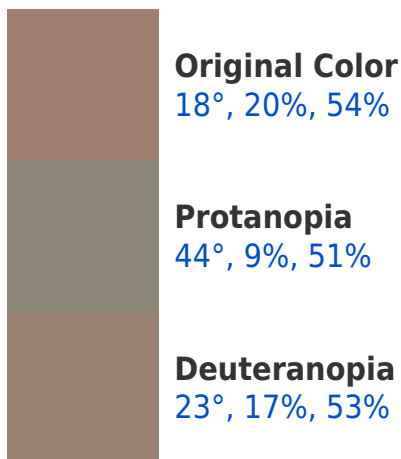 Original Color
18°, 20%, 54%
Protanopia
44°, 9%, 51%
Deuteranopia
23°, 17%, 53%